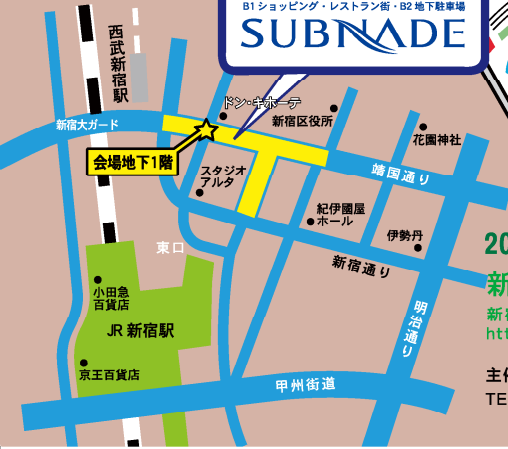 B1 ショッピング・レストラン街・B2 地下駐車場
SUBNADE
西武新宿駅
ドン・キホーテ
新宿大ガード
新宿区役所
花園神社
会場地下1階
スタジオ
アルタ
靖国通り
紀伊國屋
ホール
伊勢丹
東口
新宿通り
20
新
小田急
百貨店
明治通り
新宿
htt
JR 新宿駅
京王百貨店
甲州街道
主催
TE